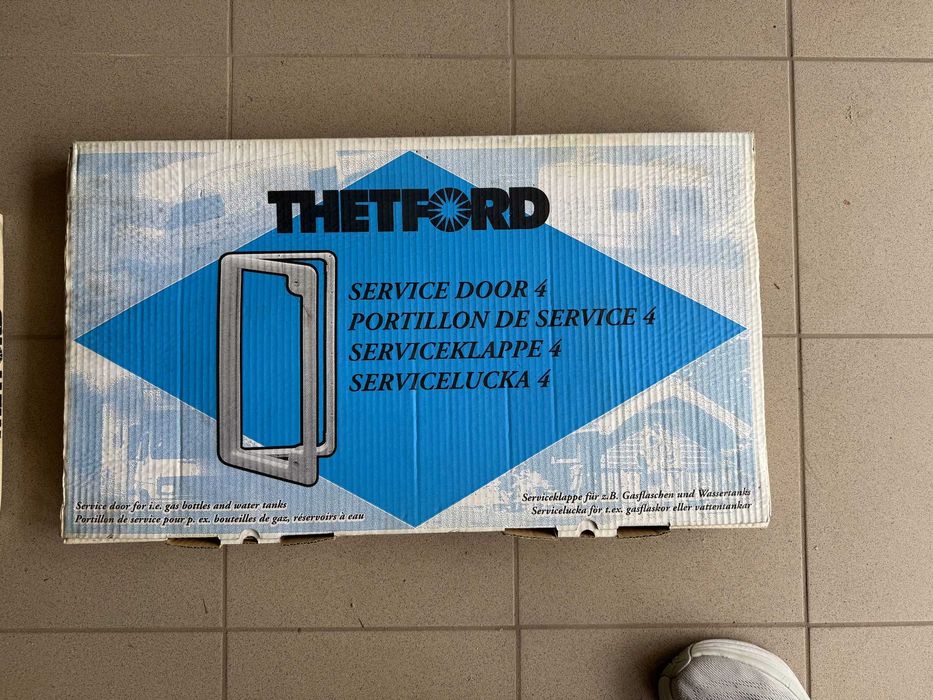 THETFORD
SERVICE DOOR 4
PORTILLON DE SERVICE 4
SERVICEKLAPPE 4
SERVICELUCKA 4
Service door for i.e. gas bottles and water tanks
Portillon de service pour p. ex. bouteilles de gaz, réservoirs à eau
Serviceklappe für z.B. Gasflaschen und Wassertanks
Servicelucka for t.ex. gasflaskor eller vattentankar